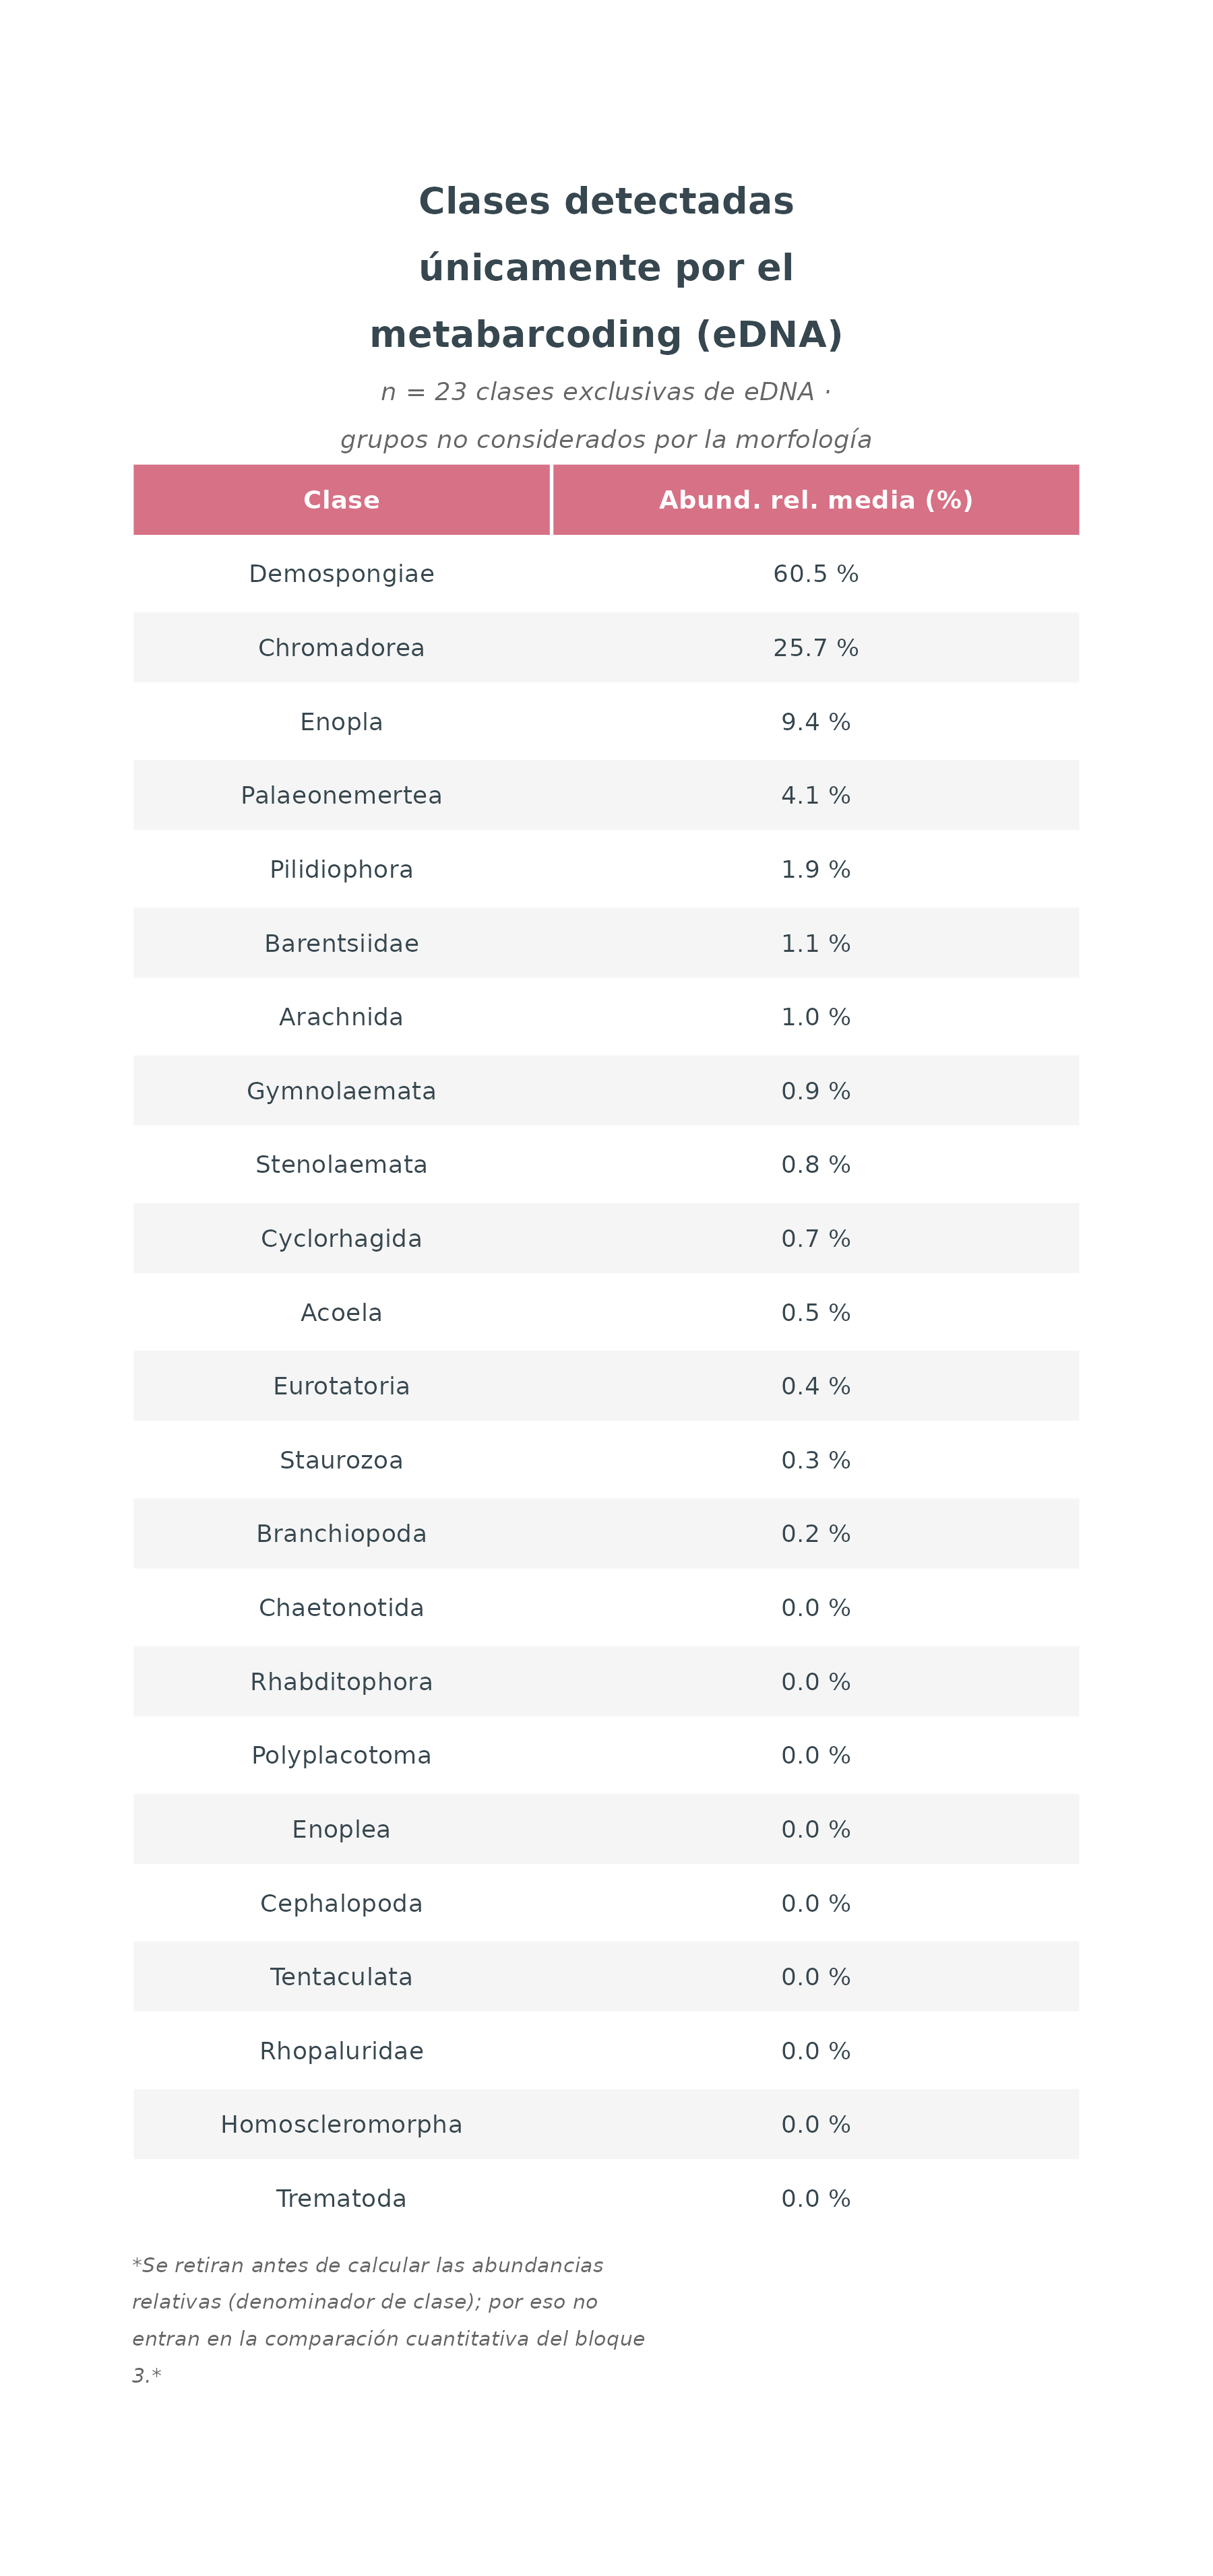 Clases detectadas
únicamente por el
metabarcoding (eDNA)
n = 23 clases exclusivas de eDNA ·
grupos no considerados por la morfología
Clase Abund. rel. media (%)
Demospongiae 60.5 %
Chromadorea 25.7 %
Enopla 9.4 %
Palaeonemertea 4.1 %
Pilidiophora 1.9 %
Barentsiidae 1.1 %
Arachnida 1.0 %
Gymnolaemata 0.9 %
Stenolaemata 0.8 %
Cyclorhagida 0.7 %
Acoela 0.5 %
Eurotatoria 0.4 %
Staurozoa 0.3 %
Branchiopoda 0.2 %
Chaetonotida 0.0 %
Rhabditophora 0.0 %
Polyplacotoma 0.0 %
Enoplea 0.0 %
Cephalopoda 0.0 %
Tentaculata 0.0 %
Rhopaluridae 0.0 %
Homoscleromorpha 0.0 %
Trematoda 0.0 %
*Se retiran antes de calcular las abundancias
relativas (denominador de clase); por eso no
entran en la comparación cuantitativa del bloque
3.*